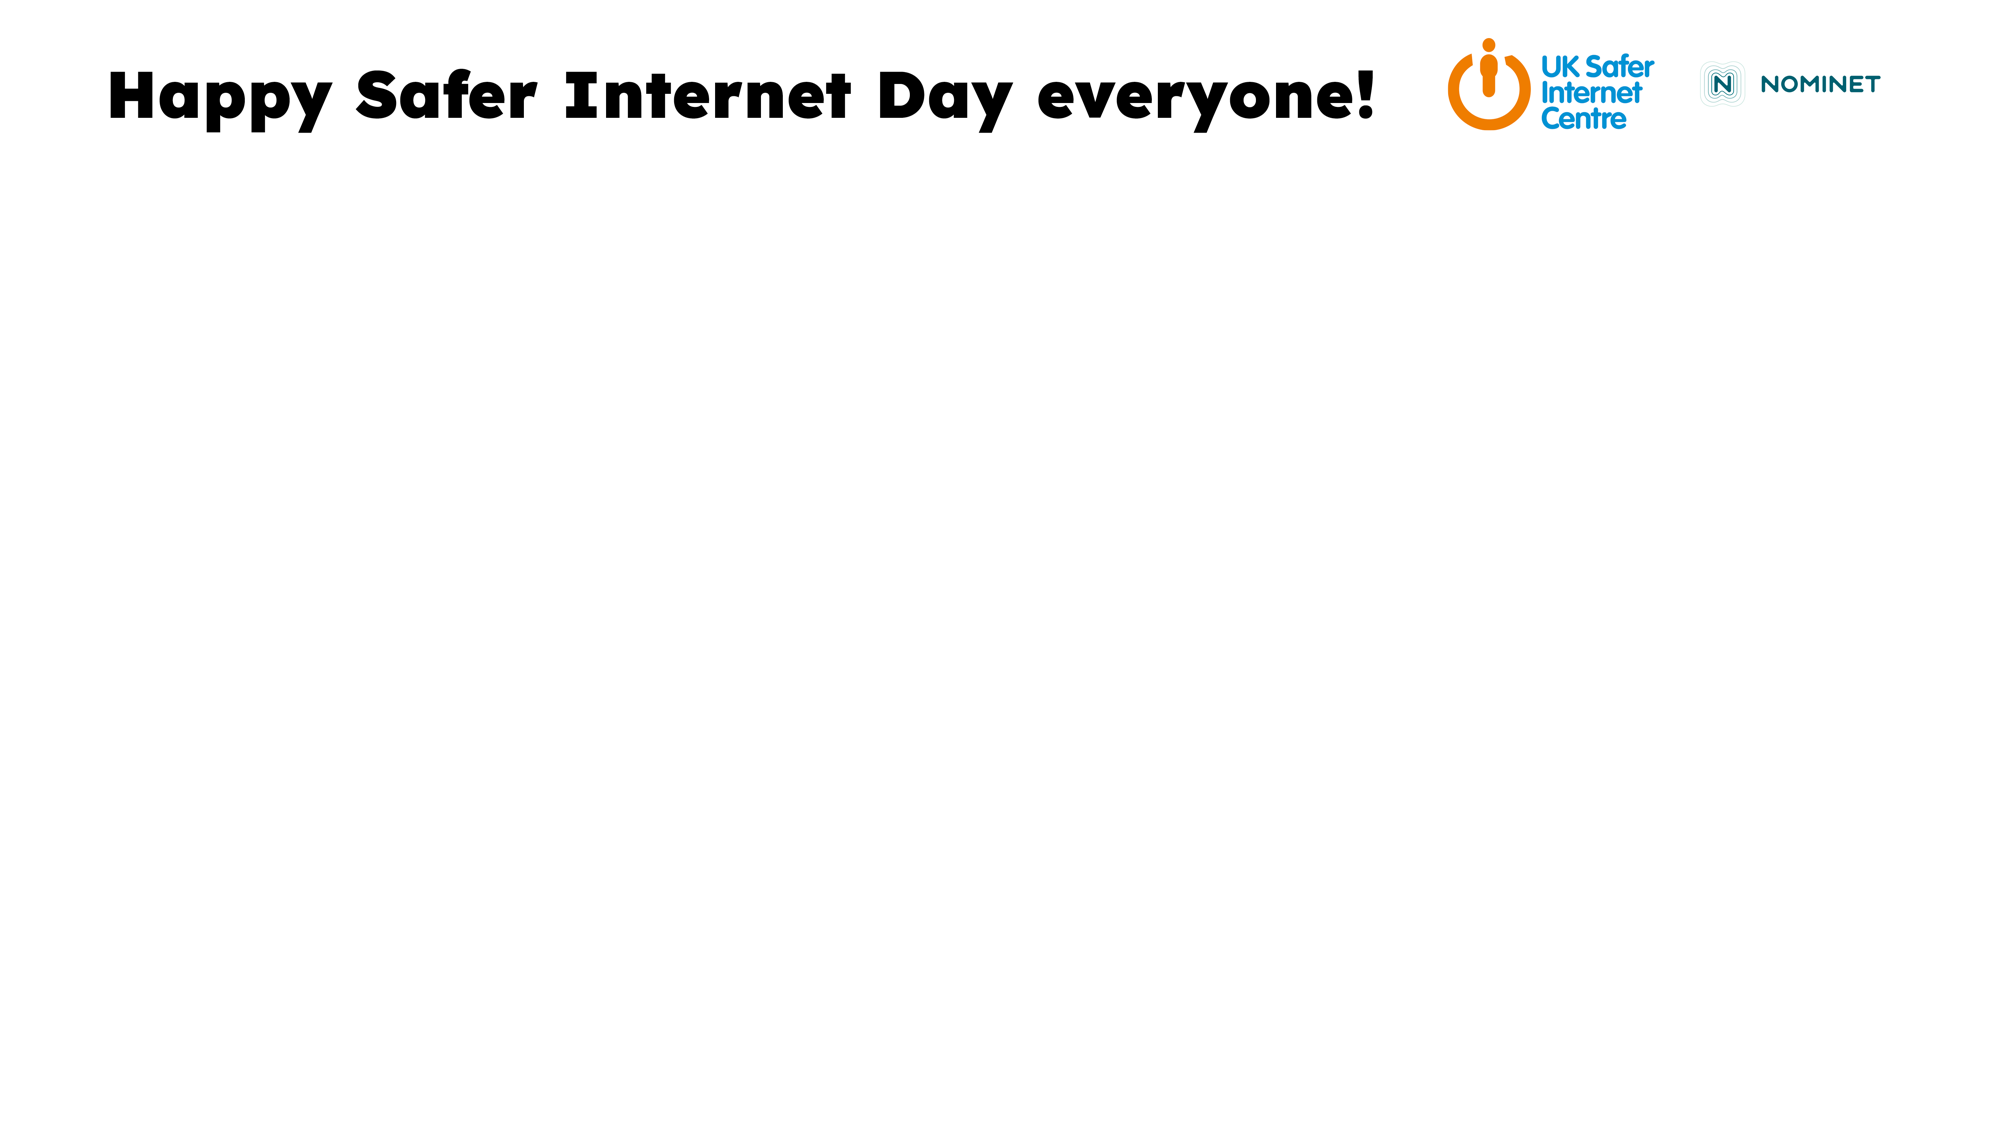 Happy Safer Internet Day everyone!
UK Safer
Internet
Centre
N NOMINET